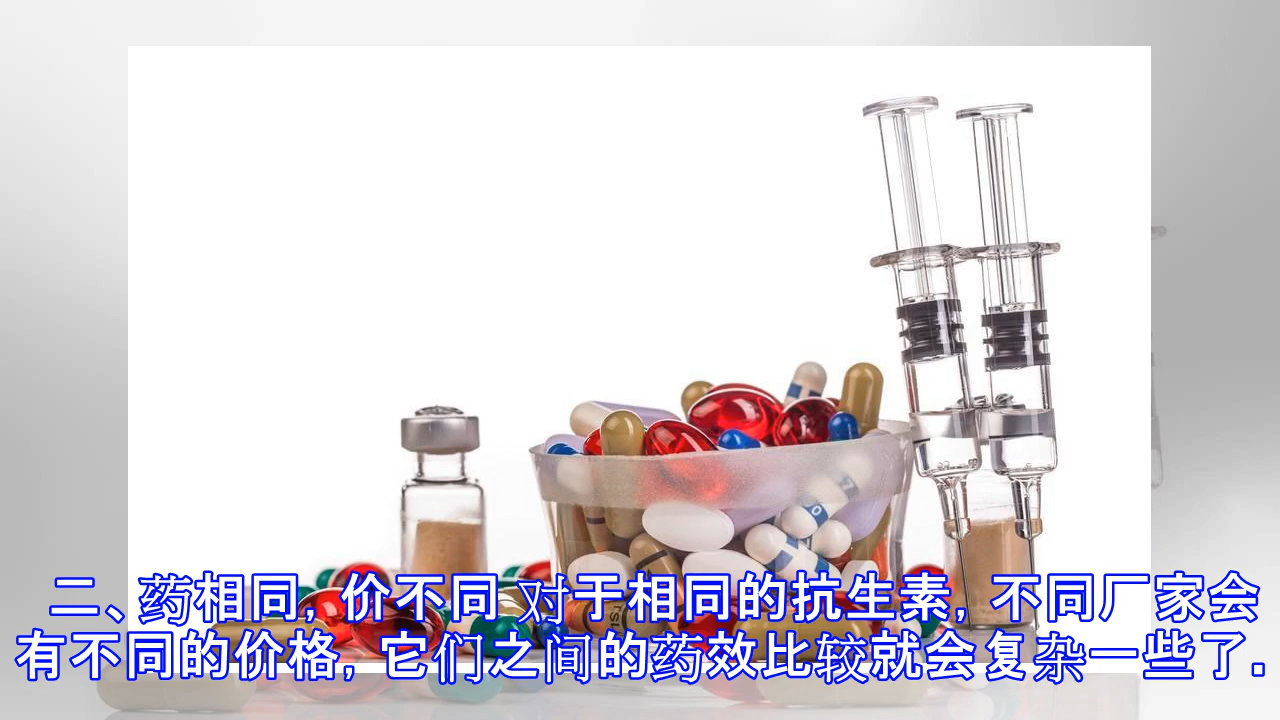 二、药相同, 价不同 对于相同的抗生素, 不同厂家会
有不同的价格, 它们之间的药效比较就会复杂一些了.